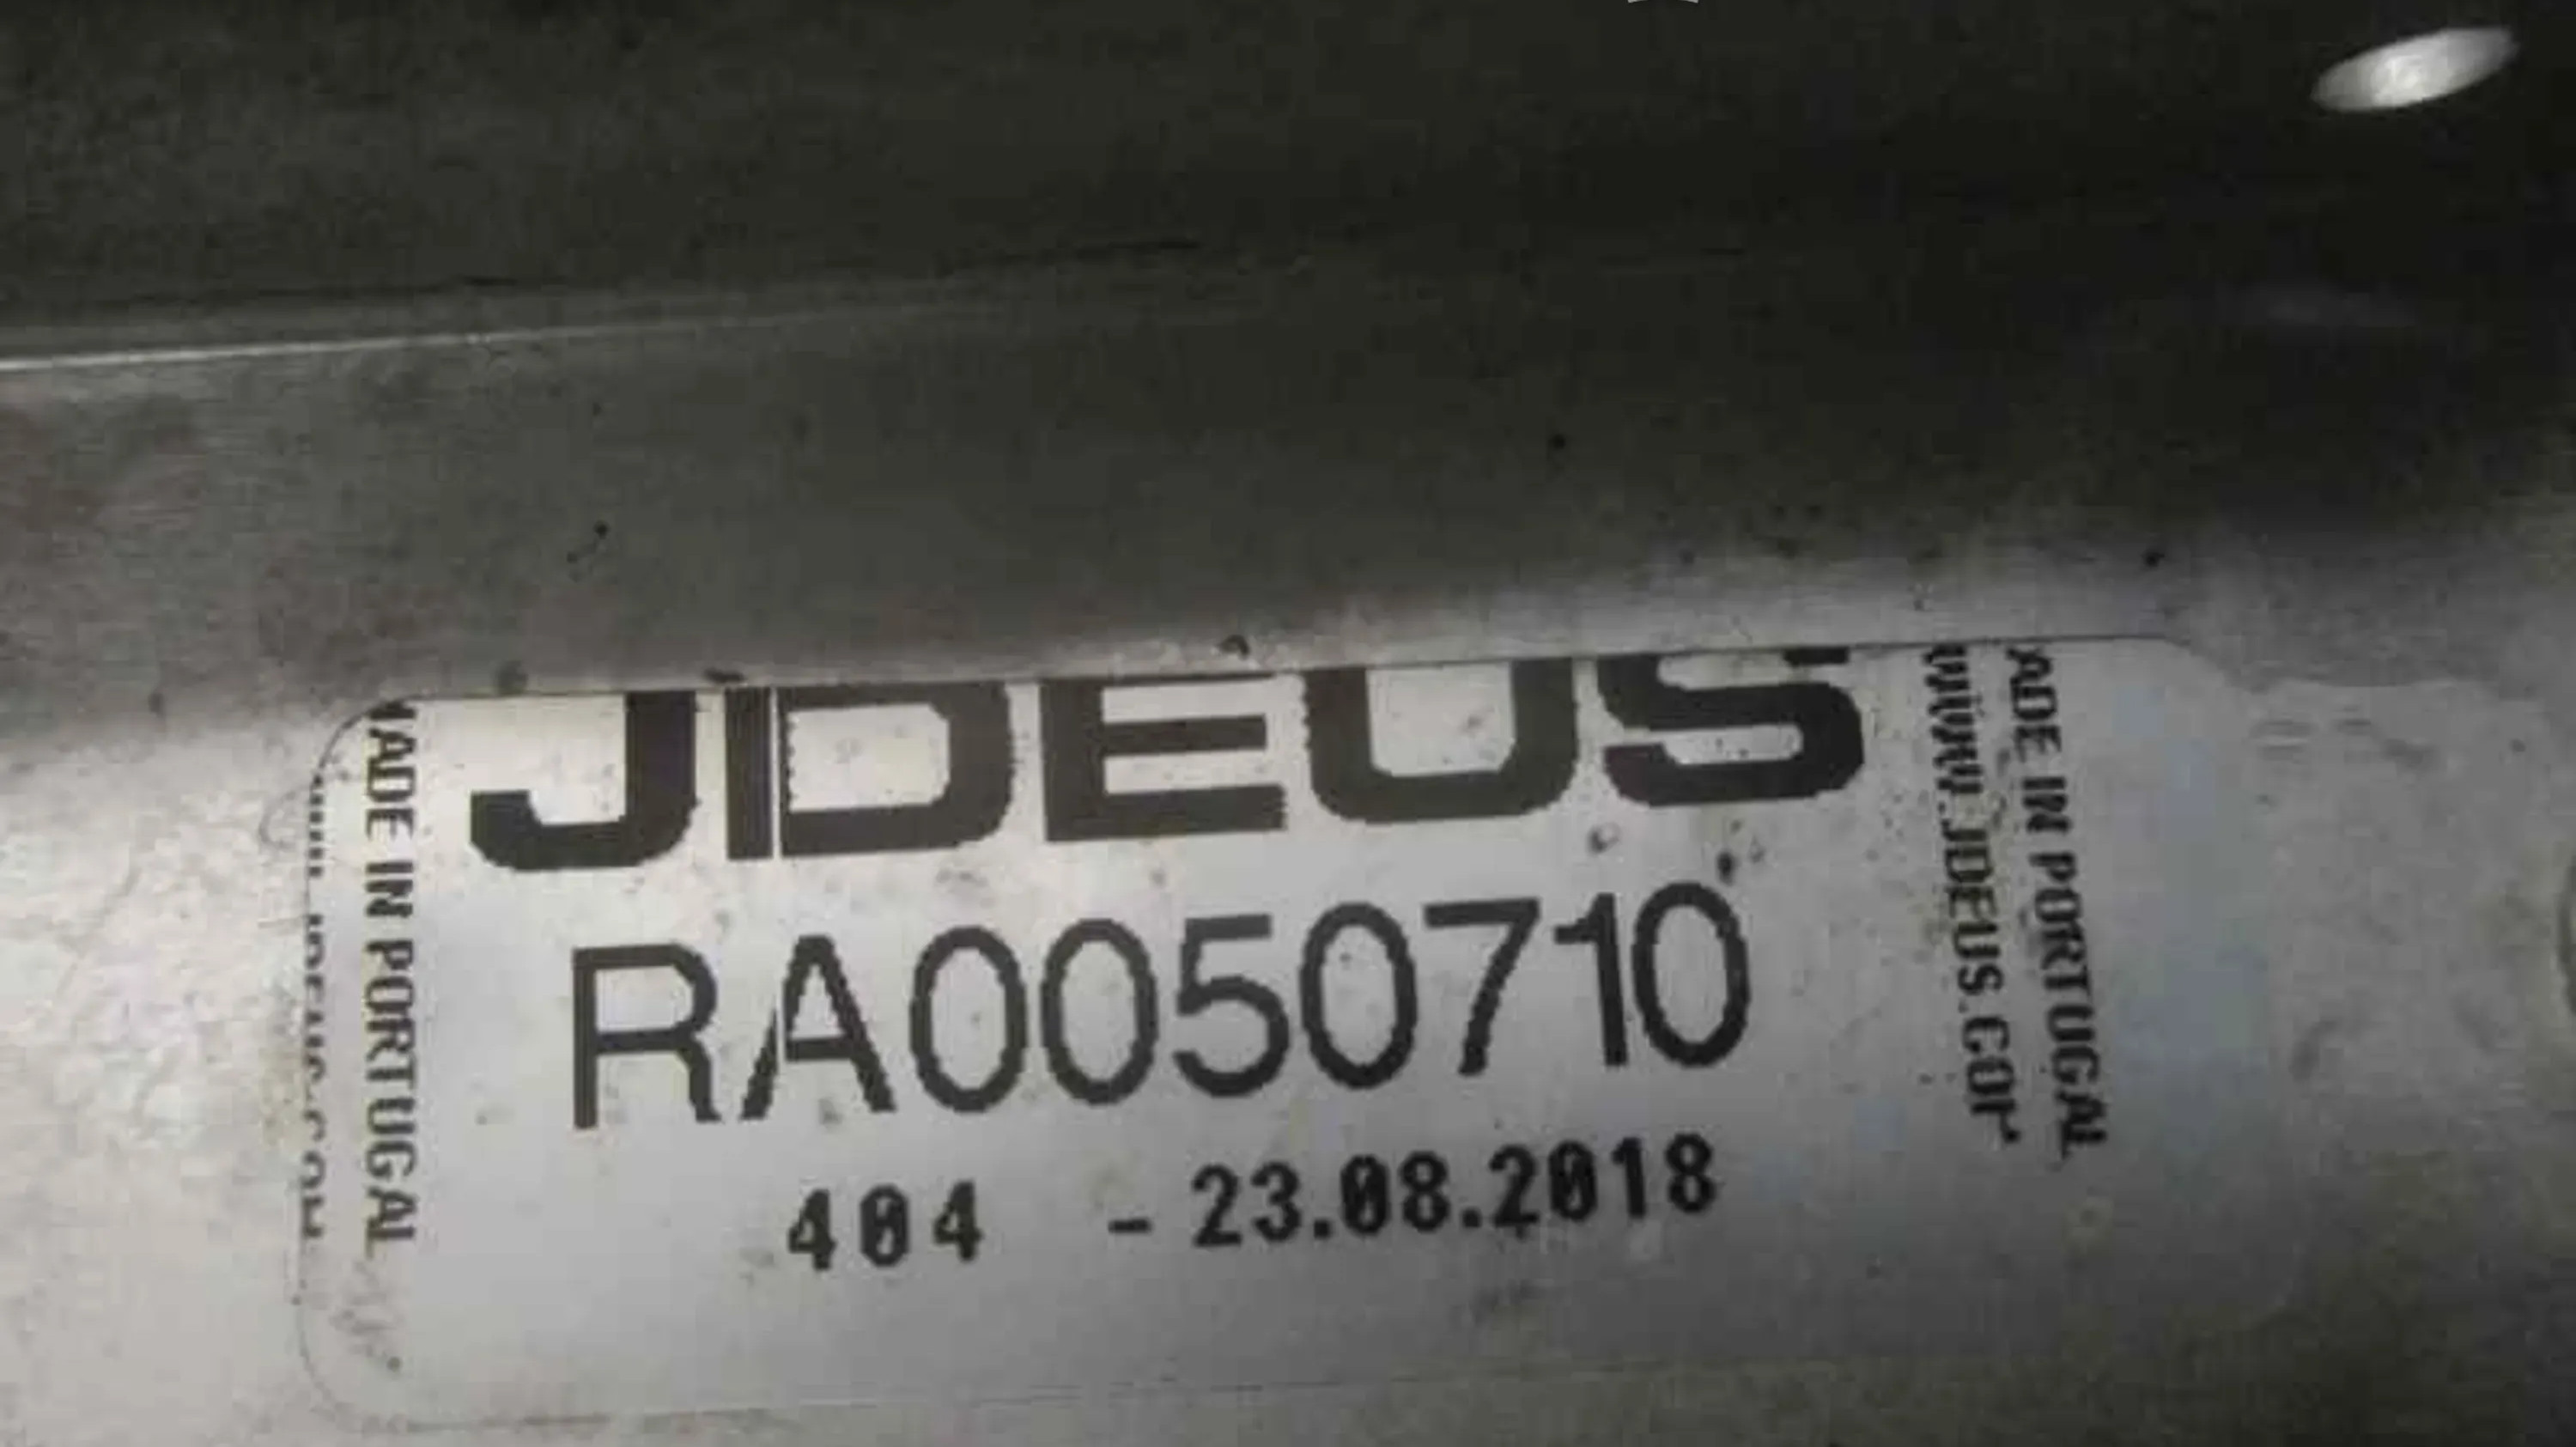 JDEUS
RA0050710
404 - 23.08.2018
MADE IN PORTUGAL
WWW.JDEUS.COM
MADE IN PORTUGAL